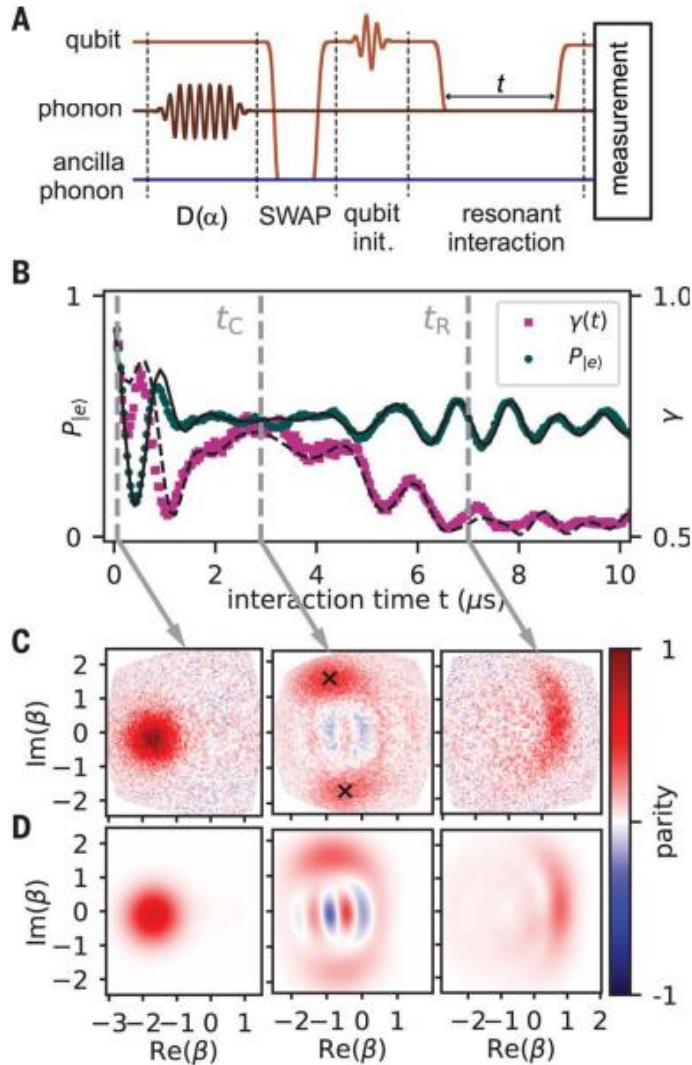 A
qubit
phonon
ancilla
phonon
t
measurement
D(α) SWAP qubit init. resonant interaction
B
1
1.0
t_C
t_R
γ(t)
P|e⟩
P|e⟩
γ
0
0.5
0 2 4 6 8 10
interaction time t (μs)
C
2
1
0
−1
−2
Im(β)
D
2
1
0
−1
−2
Im(β)
−3 −2 −1 0 1
−2 −1 0 1
−2 −1 0 1 2
Re(β) Re(β) Re(β)
1
parity
-1